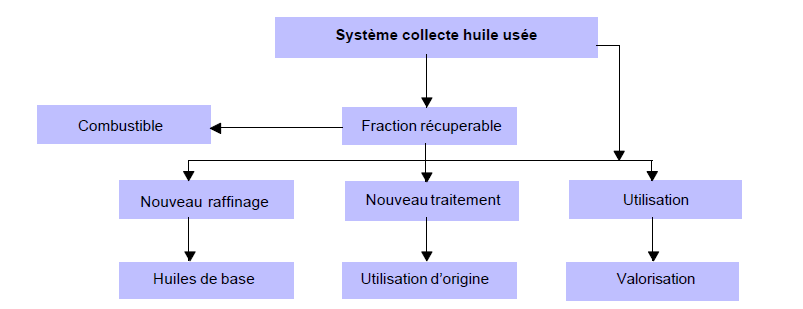 Système collecte huile usée
Combustible
Fraction récuperable
Nouveau raffinage
Nouveau traitement
Utilisation
Huiles de base
Utilisation d'origine
Valorisation